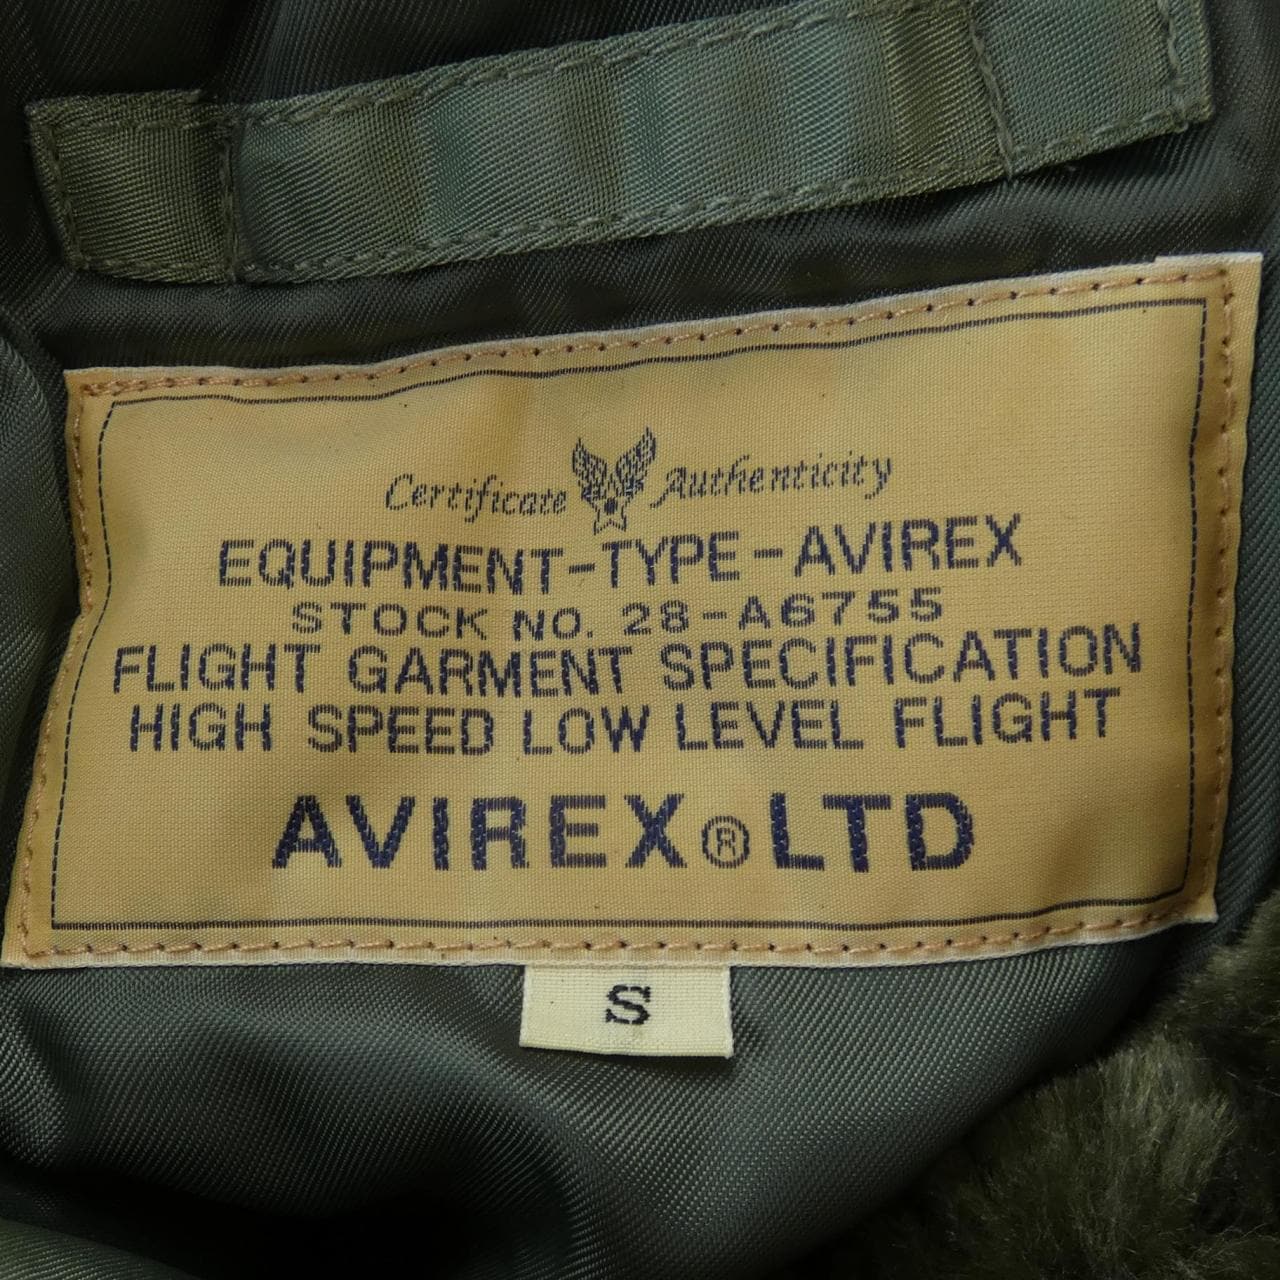 Certificate Authenticity
EQUIPMENT-TYPE-AVIREX
STOCK NO. 28-A6755
FLIGHT GARMENT SPECIFICATION
HIGH SPEED LOW LEVEL FLIGHT
AVIREX®LTD
S